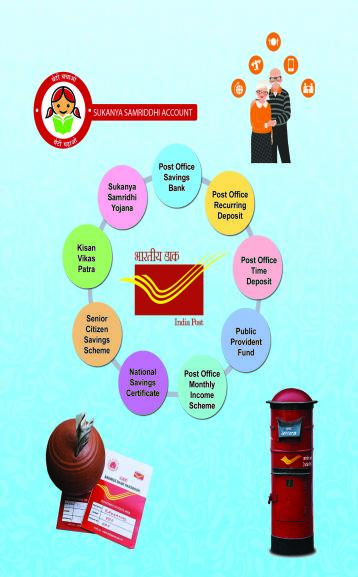 बेटी बचाओ
बेटी पढ़ाओ
SUKANYA SAMRIDDHI ACCOUNT
Post Office
Savings
Bank
Post Office
Recurring
Deposit
Post Office
Time
Deposit
Public
Provident
Fund
Post Office
Monthly
Income
Scheme
National
Savings
Certificate
Senior
Citizen
Savings
Scheme
Kisan
Vikas
Patra
Sukanya
Samridhi
Yojana
भारतीय डाक
India Post